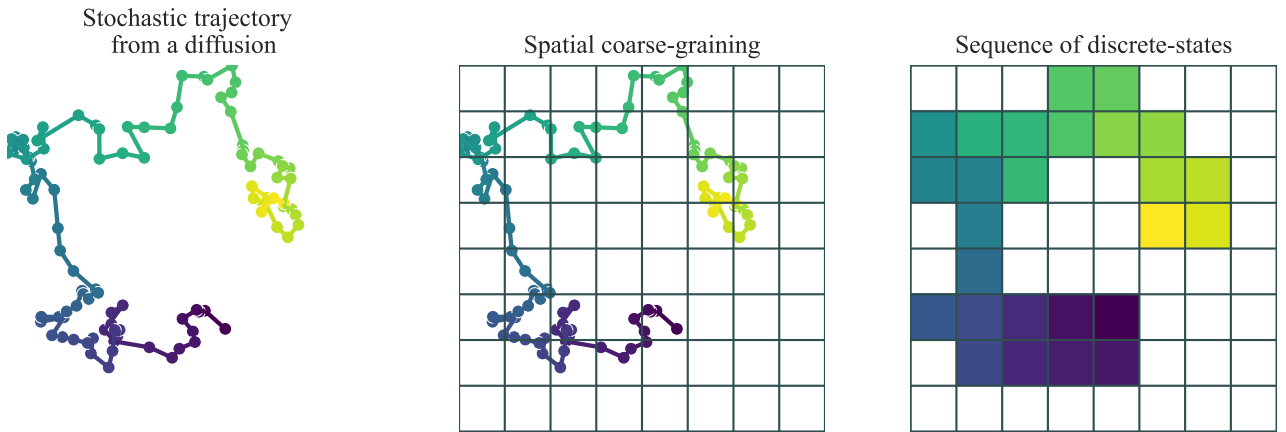 Stochastic trajectory
from a diffusion
Spatial coarse-graining
Sequence of discrete-states